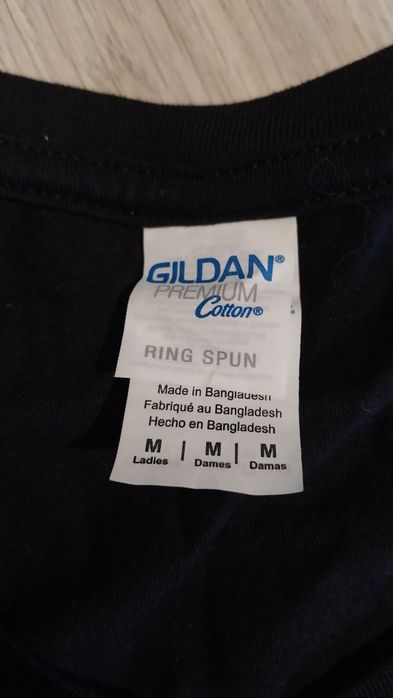 GILDAN®
PREMIUM
Cotton®
RING SPUN
Made in Bangladesh
Fabriqué au Bangladesh
Hecho en Bangladesh
M | M | M
Ladies Dames Damas